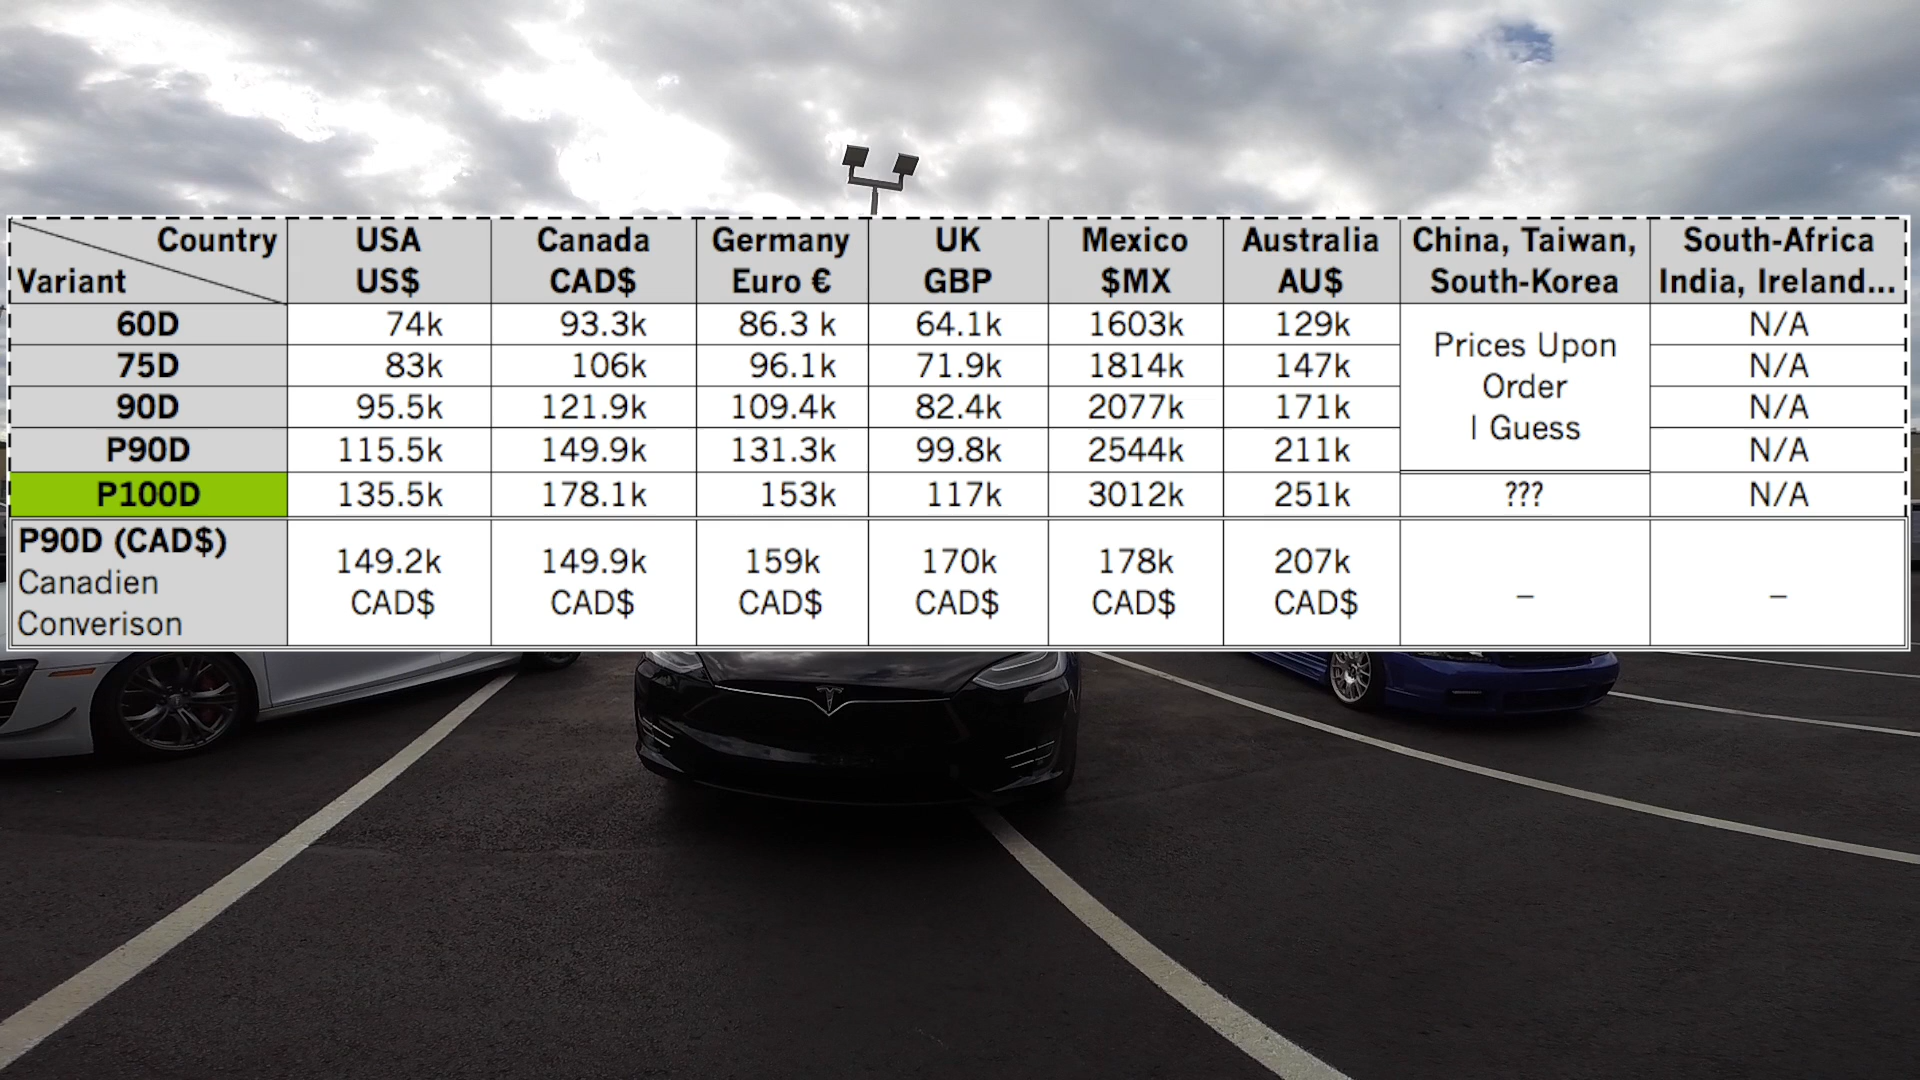 Country
Variant
USA
US$
Canada
CAD$
Germany
Euro €
UK
GBP
Mexico
$MX
Australia
AU$
China, Taiwan,
South-Korea
South-Africa
India, Ireland...
60D 74k 93.3k 86.3 k 64.1k 1603k 129k N/A
75D 83k 106k 96.1k 71.9k 1814k 147k N/A
90D 95.5k 121.9k 109.4k 82.4k 2077k 171k N/A
P90D 115.5k 149.9k 131.3k 99.8k 2544k 211k N/A
Prices Upon
Order
I Guess
P100D 135.5k 178.1k 153k 117k 3012k 251k ??? N/A
P90D (CAD$)
Canadien
Converison
149.2k
CAD$
149.9k
CAD$
159k
CAD$
170k
CAD$
178k
CAD$
207k
CAD$
–
–